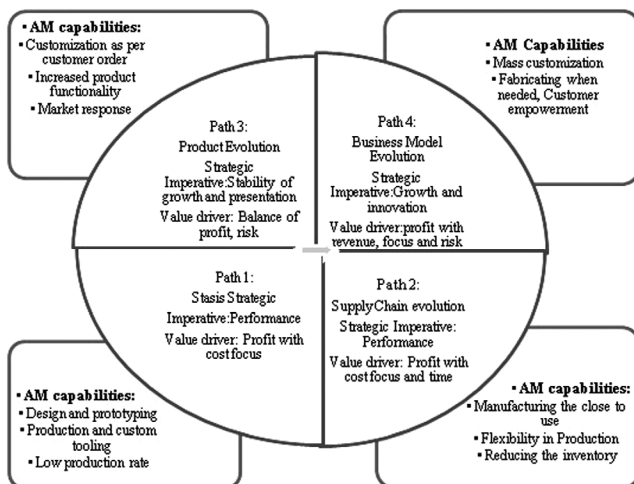 ▪ AM capabilities:
▪ Customization as per
customer order
▪ Increased product
functionality
▪ Market response
▪ AM Capabilities
▪ Mass customization
▪ Fabricating when
needed, Customer
empowerment
Path 3:
Product Evolution
Strategic
Imperative:Stability of
growth and presentation
Value driver: Balance of
profit, risk
Path 4:
Business Model
Evolution
Strategic
Imperative:Growth and
innovation
Value driver:profit with
revenue, focus and risk
Path 1:
Stasis Strategic
Imperative:Performance
Value driver: Profit with
cost focus
Path 2:
Supply Chain evolution
Strategic Imperative:
Performance
Value driver: Profit with
cost focus and time
▪ AM capabilities:
▪ Design and prototyping
▪ Production and custom
tooling
▪ Low production rate
▪ AM capabilities:
▪ Manufacturing the close to
use
▪ Flexibility in Production
▪ Reducing the inventory